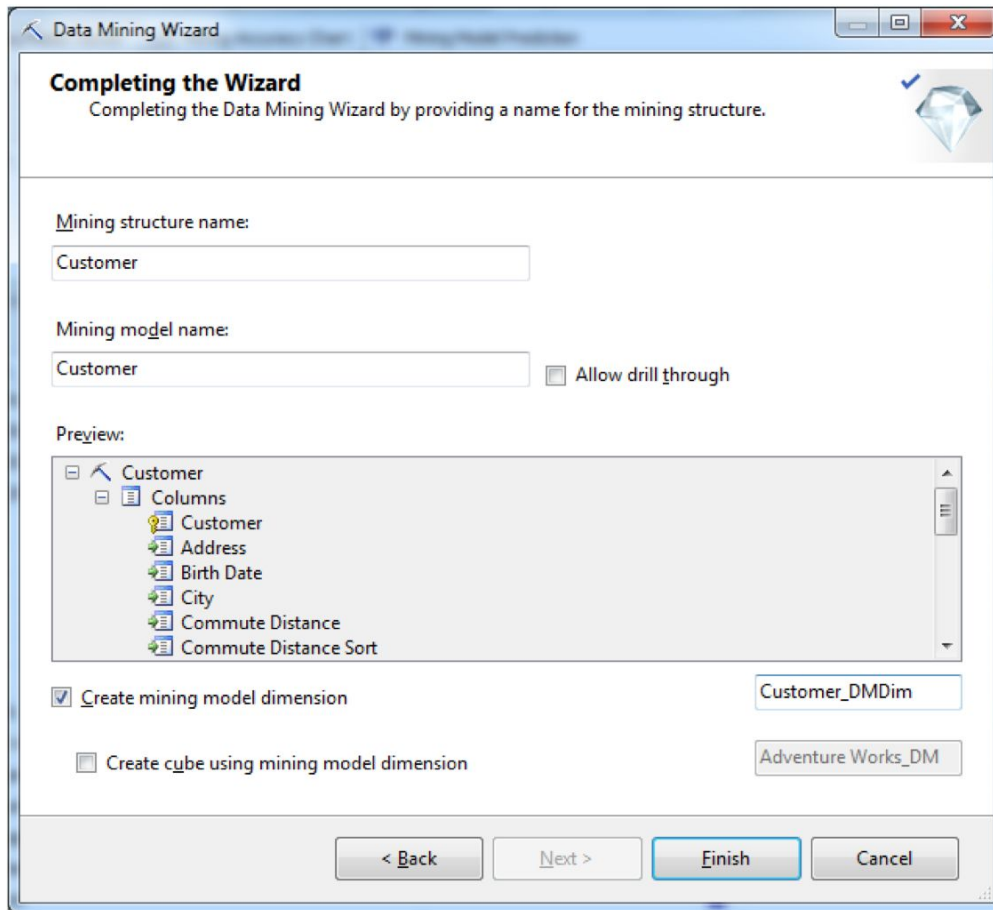 Data Mining Wizard
Completing the Wizard
Completing the Data Mining Wizard by providing a name for the mining structure.
Mining structure name:
Customer
Mining model name:
Customer
Allow drill through
Preview:
Customer
Columns
Customer
Address
Birth Date
City
Commute Distance
Commute Distance Sort
Create mining model dimension
Customer_DMDim
Create cube using mining model dimension
Adventure Works_DM
< Back
Next >
Finish
Cancel